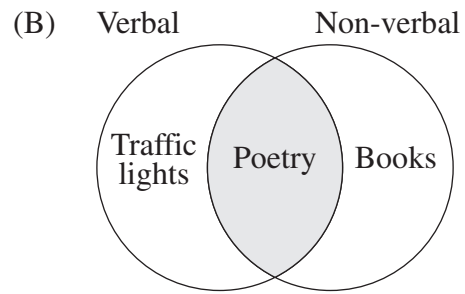 (B) Verbal Non-verbal
Traffic
lights
Poetry
Books